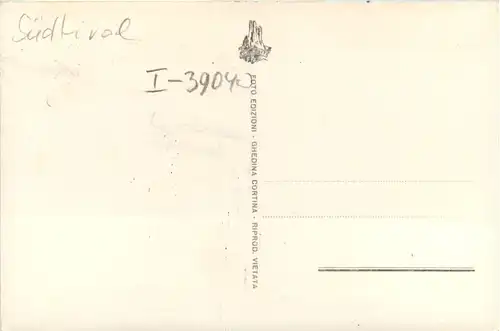 Südtirol
I-39040
FOTO EDIZIONI - GHEDINA CORTINA - RIPROD. VIETATA